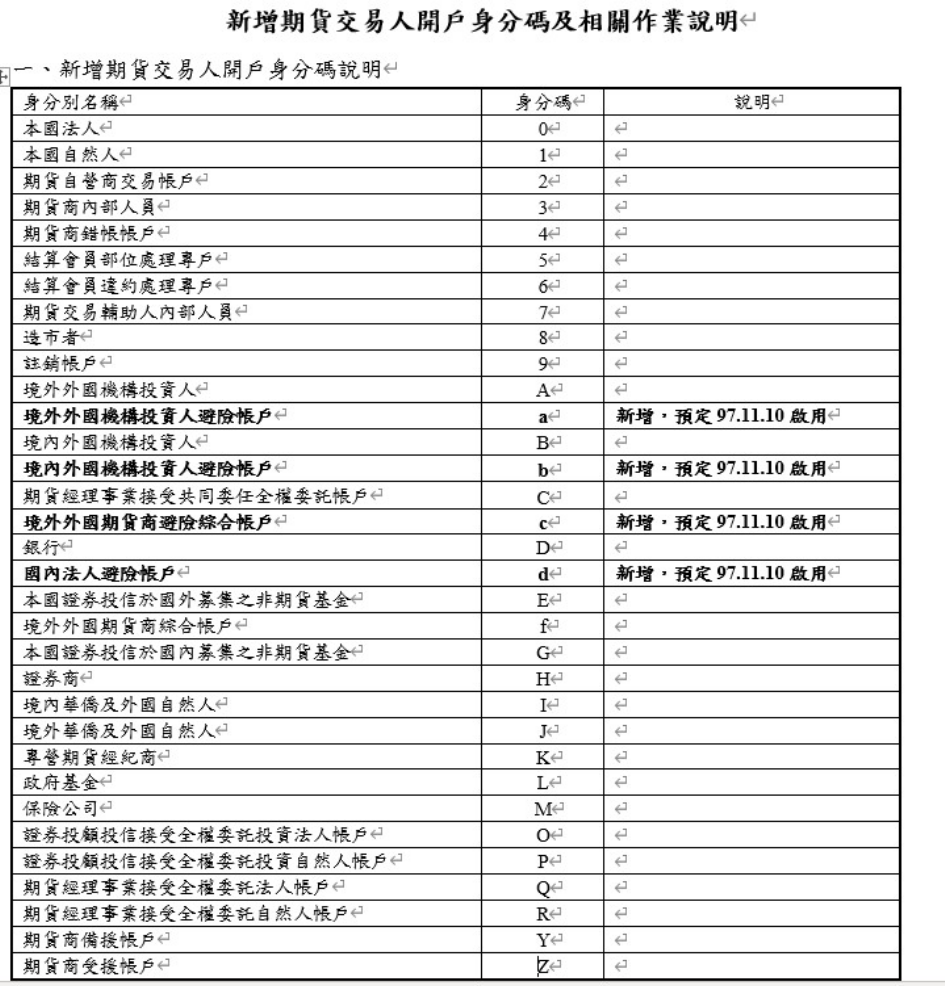 新增期貨交易人開戶身分碼及相關作業說明
一、新增期貨交易人開戶身分碼說明
身分別名稱 身分碼 說明
本國法人 0
本國自然人 1
期貨自營商交易帳戶 2
期貨商內部人員 3
期貨商錯帳帳戶 4
結算會員部位處理專戶 5
結算會員違約處理專戶 6
期貨交易輔助人內部人員 7
造市者 8
註銷帳戶 9
境外外國機構投資人 A
境外外國機構投資人避險帳戶 a 新增，預定 97.11.10 啟用
境內外國機構投資人 B
境內外國機構投資人避險帳戶 b 新增，預定 97.11.10 啟用
期貨經理事業接受共同委任全權委託帳戶 C
境外外國期貨商避險綜合帳戶 c 新增，預定 97.11.10 啟用
銀行 D
國內法人避險帳戶 d 新增，預定 97.11.10 啟用
本國證券投信於國外募集之非期貨基金 E
境外外國期貨商綜合帳戶 f
本國證券投信於國內募集之非期貨基金 G
證券商 H
境內華僑及外國自然人 I
境外華僑及外國自然人 J
專營期貨經紀商 K
政府基金 L
保險公司 M
證券投顧投信接受全權委託投資法人帳戶 O
證券投顧投信接受全權委託投資自然人帳戶 P
期貨經理事業接受全權委託法人帳戶 Q
期貨經理事業接受全權委託自然人帳戶 R
期貨商備援帳戶 Y
期貨商受援帳戶 Z